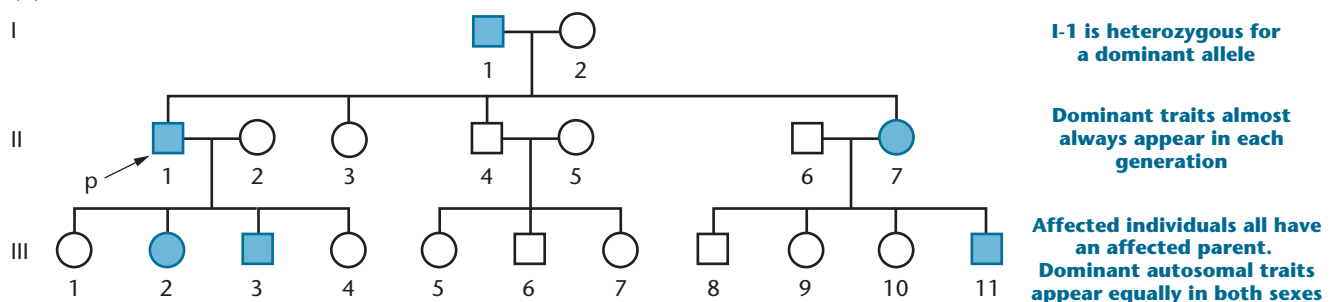 I
1
2
I-1 is heterozygous for
a dominant allele
II
p
1
2
3
4
5
6
7
Dominant traits almost
always appear in each
generation
III
1
2
3
4
5
6
7
8
9
10
11
Affected individuals all have
an affected parent.
Dominant autosomal traits
appear equally in both sexes